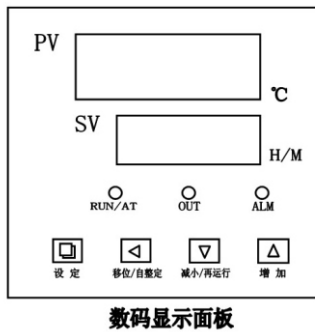 PV
℃
SV
H/M
RUN/AT OUT ALM
设 定 移位/自整定 减小/再运行 增 加
数码显示面板